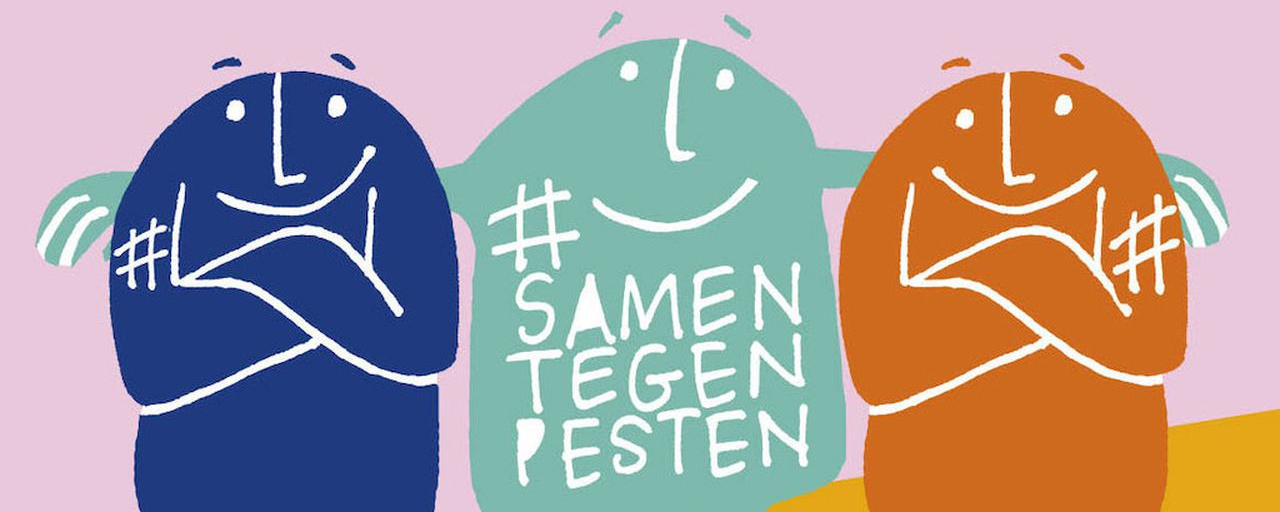 #
#
SAMEN
TEGEN
PESTEN
#